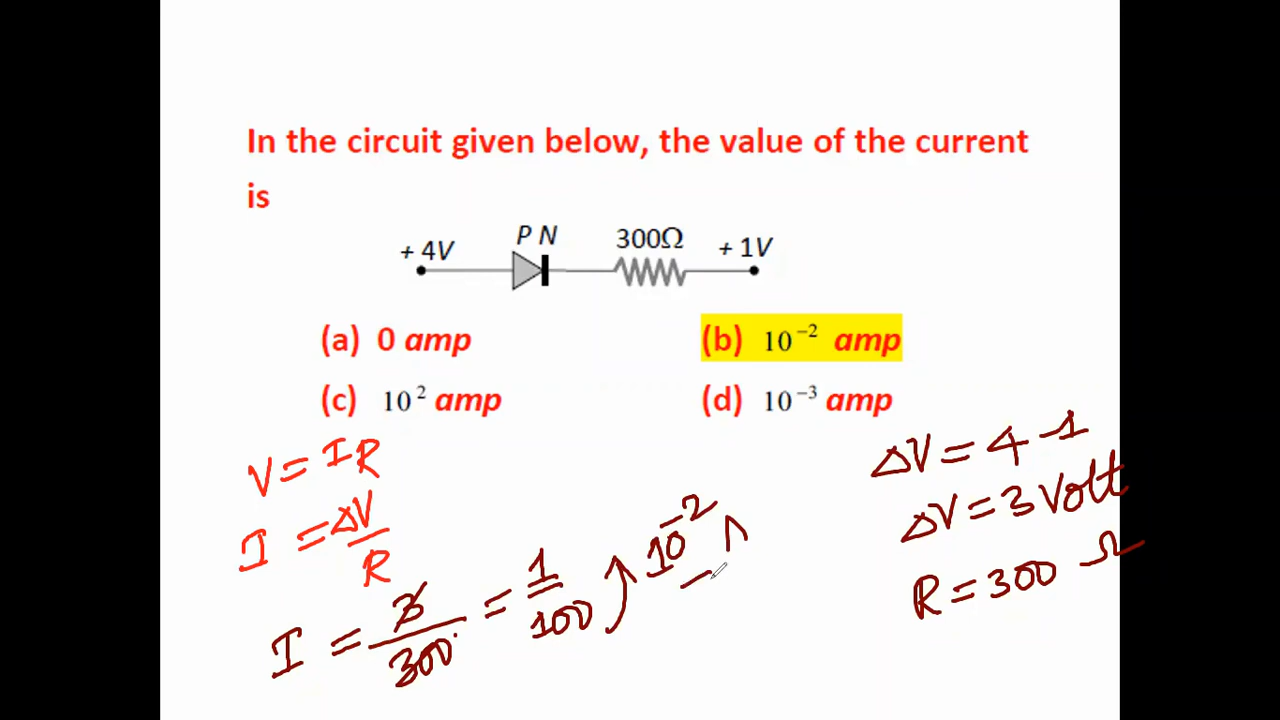 In the circuit given below, the value of the current
is
P N
+ 4V
300Ω
+ 1V
(a) 0 amp
(b) 10⁻² amp
(c) 10² amp
(d) 10⁻³ amp
V = IR
I = ΔV/R
I = 3/300 = 1/100
10⁻² A
ΔV = 4 - 1
ΔV = 3 Volt
R = 300 Ω